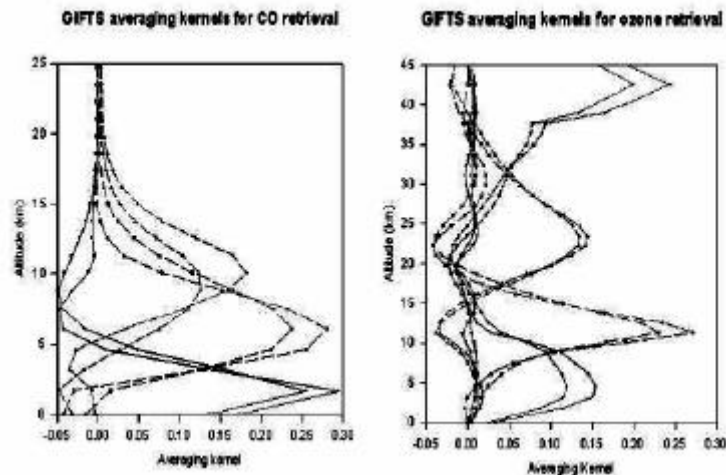 GIFTS averaging kernels for CO retrieval
25
20
15
10
5
0
Altitude (km)
-0.05 0.00 0.05 0.10 0.15 0.20 0.25 0.30
Averaging kernel
GIFTS averaging kernels for ozone retrieval
45
40
35
30
25
20
15
10
5
0
Altitude (km)
-0.05 0.00 0.05 0.10 0.15 0.20 0.25 0.30
Averaging Kernel